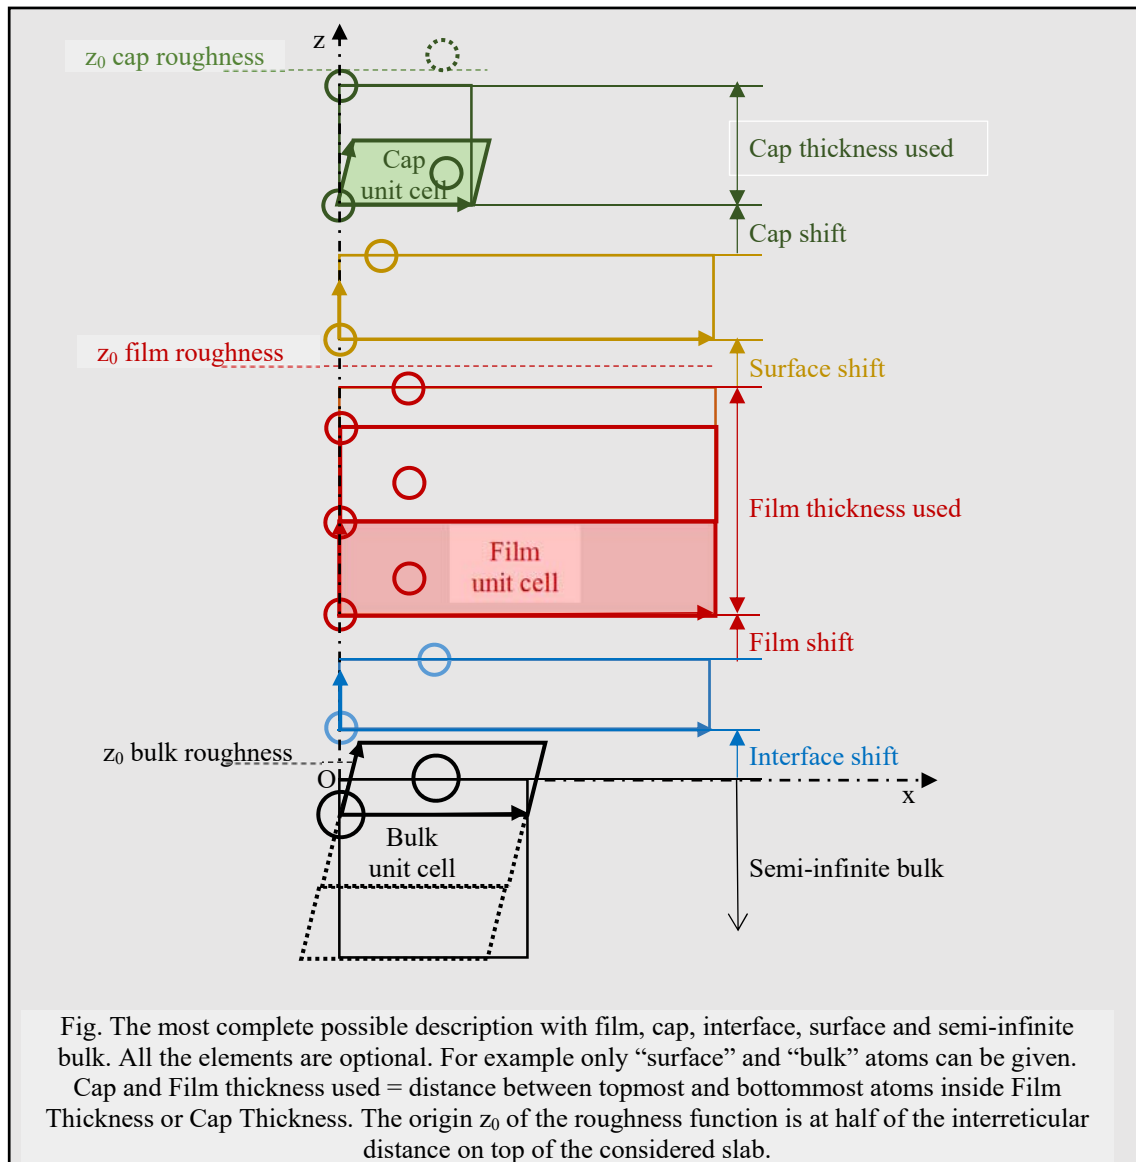 z
z₀ cap roughness
Cap
unit cell
Cap thickness used
Cap shift
z₀ film roughness
Surface shift
Film
unit cell
Film thickness used
Film shift
z₀ bulk roughness
Interface shift
O
x
Bulk
unit cell
Semi-infinite bulk
Fig. The most complete possible description with film, cap, interface, surface and semi-infinite
bulk. All the elements are optional. For example only “surface” and “bulk” atoms can be given.
Cap and Film thickness used = distance between topmost and bottommost atoms inside Film
Thickness or Cap Thickness. The origin z₀ of the roughness function is at half of the interreticular
distance on top of the considered slab.